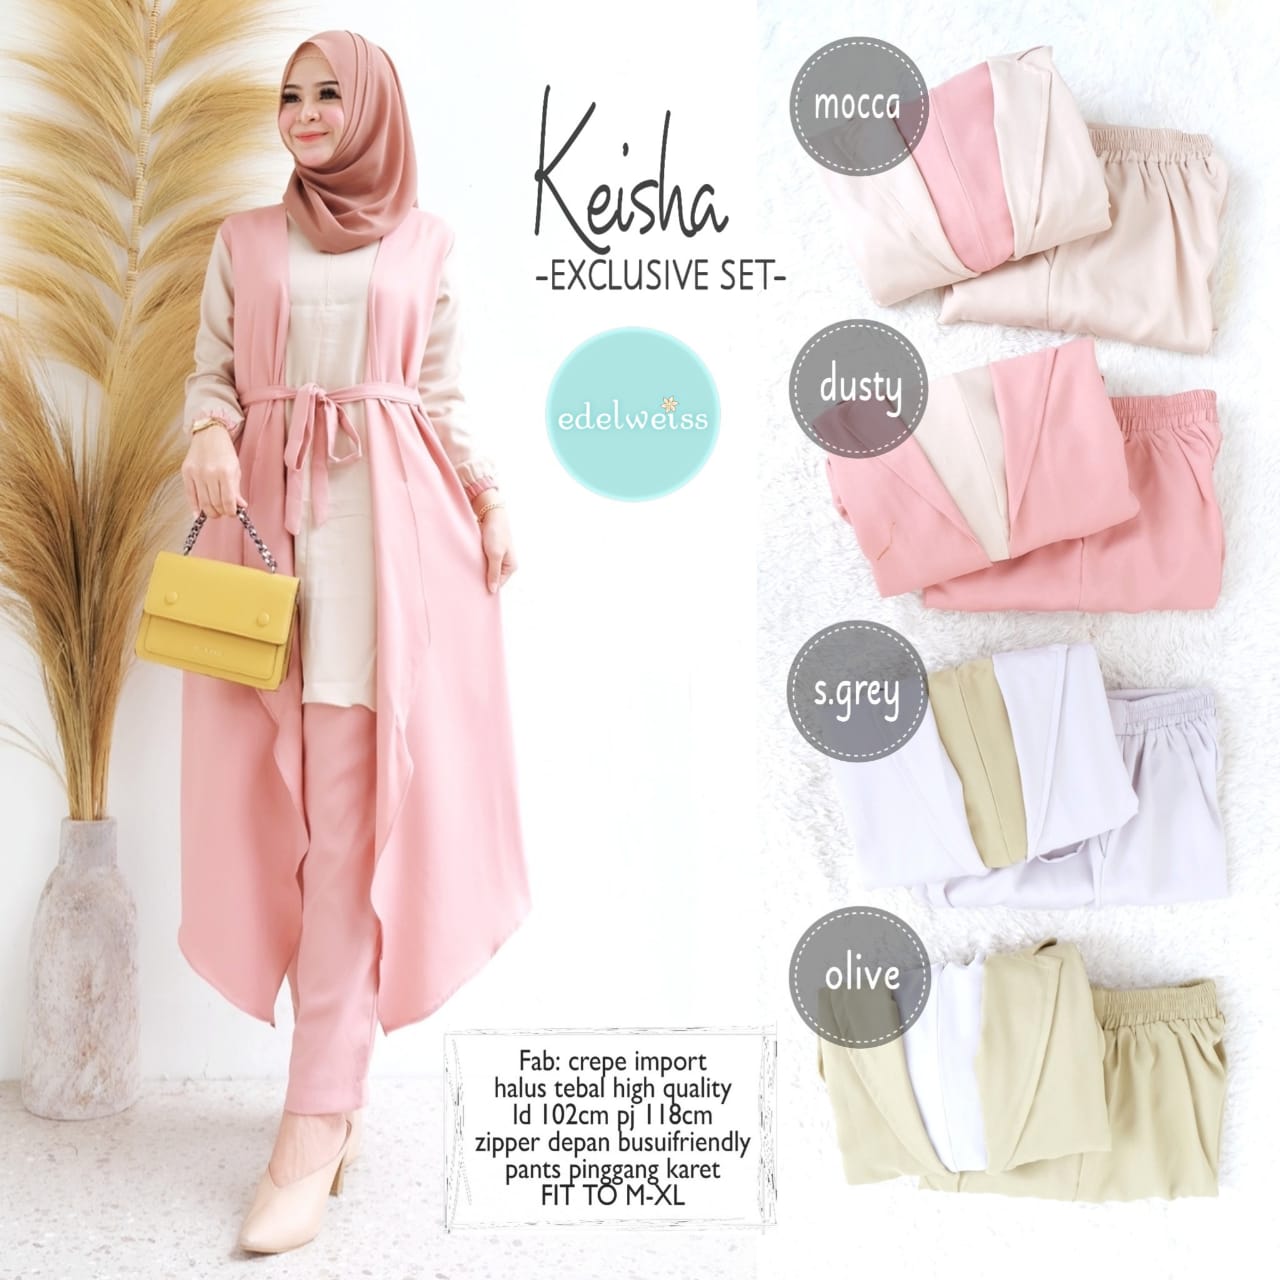 Keisha
-EXCLUSIVE SET-
edelweiss
mocca
dusty
s.grey
olive
Fab: crepe import
halus tebal high quality
ld 102cm pj 118cm
zipper depan busuifriendly
pants pinggang karet
FIT TO M-XL